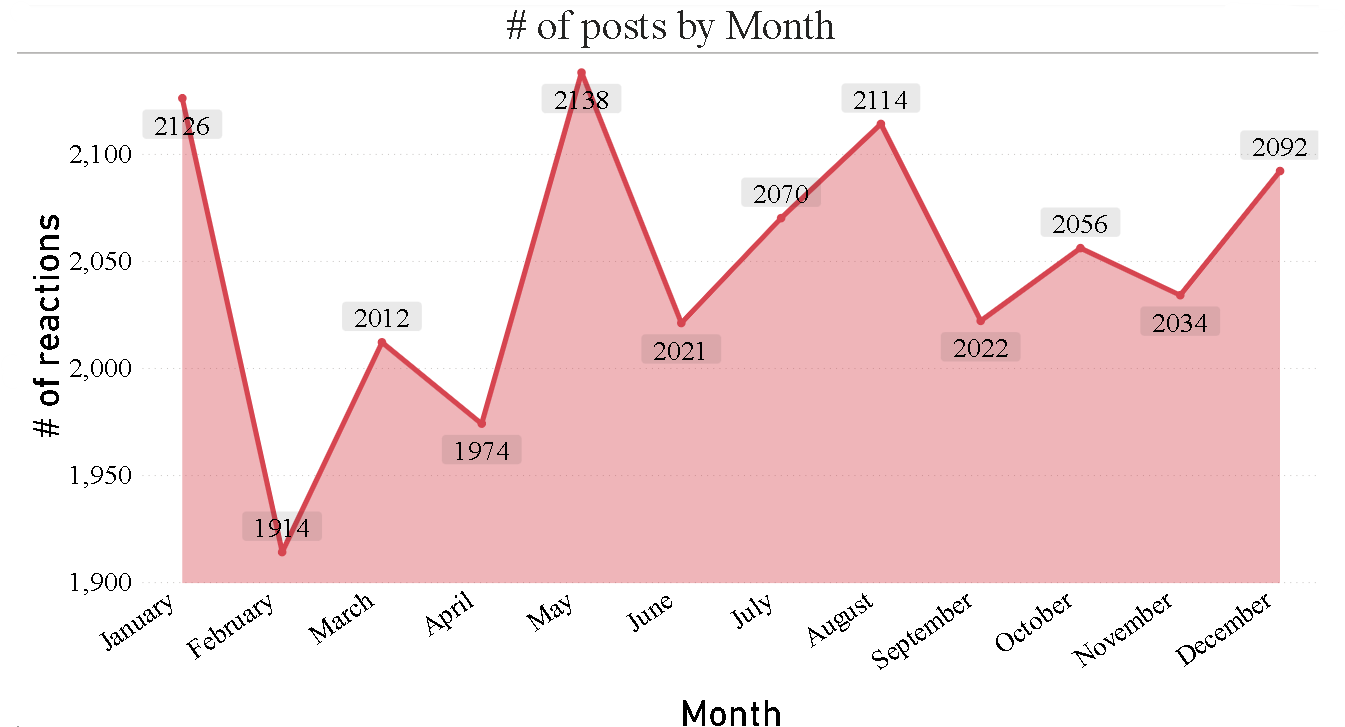 # of posts by Month
2126
2138
2114
2092
2070
2056
2012
2021
2022
2034
1974
1914
2,100
2,050
2,000
1,950
1,900
# of reactions
January
February
March
April
May
June
July
August
September
October
November
December
Month